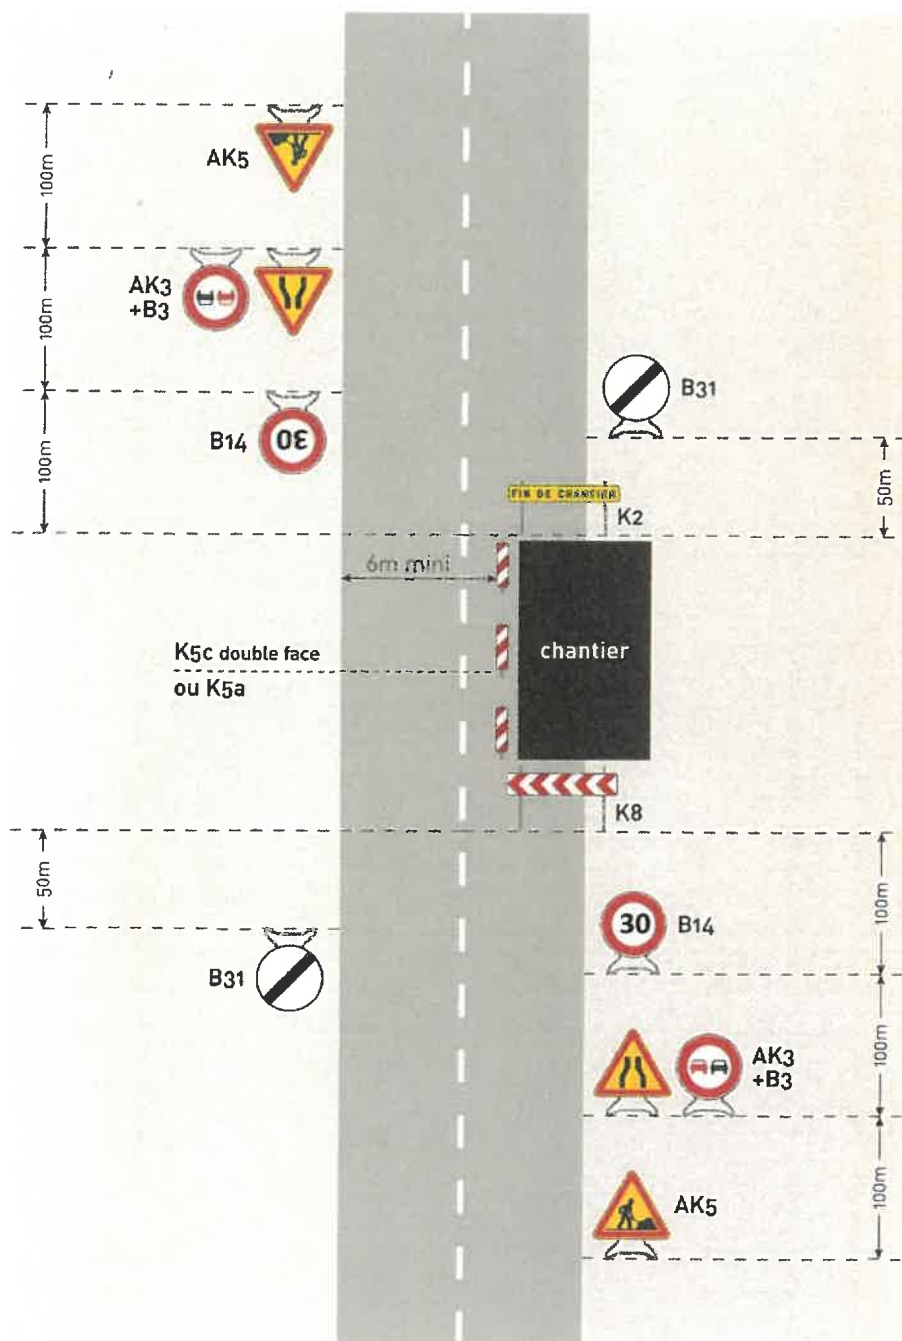 AK5
100m
AK3
+B3
100m
B14
30
100m
B31
50m
FIN DE CHANTIER
K2
6m mini
K5c double face
ou K5a
chantier
K8
50m
B31
30
B14
100m
AK3
+B3
100m
AK5
100m